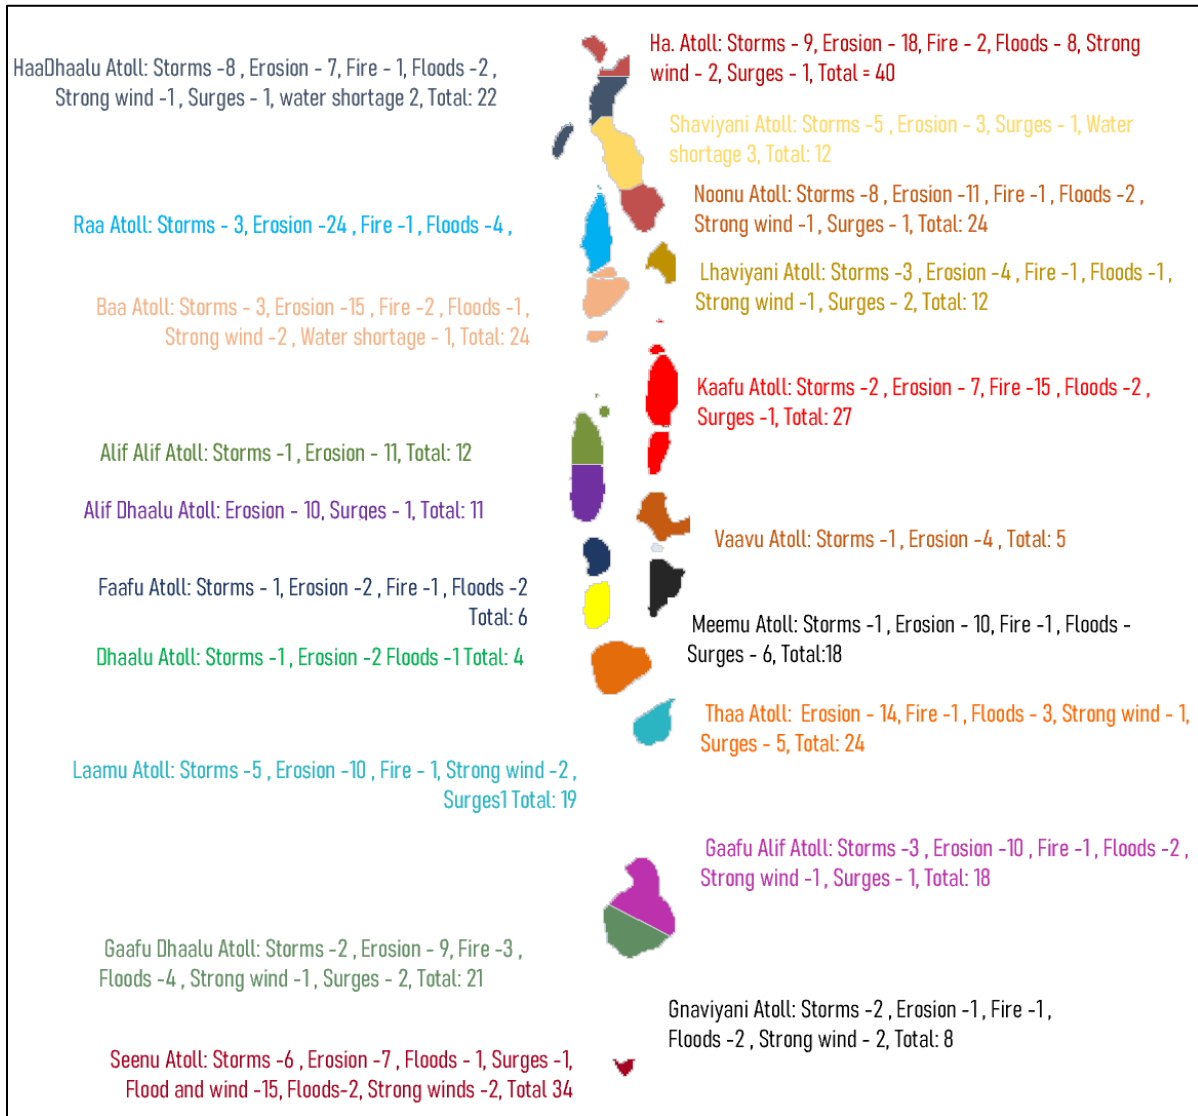 Ha. Atoll: Storms - 9, Erosion - 18, Fire - 2, Floods - 8, Strong
wind - 2, Surges - 1, Total = 40
HaaDhaalu Atoll: Storms -8 , Erosion - 7, Fire - 1, Floods -2 ,
Strong wind -1 , Surges - 1, water shortage 2, Total: 22
Shaviyani Atoll: Storms -5 , Erosion - 3, Surges - 1, Water
shortage 3, Total: 12
Noonu Atoll: Storms -8 , Erosion -11 , Fire -1 , Floods -2 ,
Strong wind -1 , Surges - 1, Total: 24
Raa Atoll: Storms - 3, Erosion -24 , Fire -1 , Floods -4 ,
Lhaviyani Atoll: Storms -3 , Erosion -4 , Fire -1 , Floods -1 ,
Strong wind -1 , Surges - 2, Total: 12
Baa Atoll: Storms - 3, Erosion -15 , Fire -2 , Floods -1 ,
Strong wind -2 , Water shortage - 1, Total: 24
Kaafu Atoll: Storms -2 , Erosion - 7, Fire -15 , Floods -2 ,
Surges -1, Total: 27
Alif Alif Atoll: Storms -1 , Erosion - 11, Total: 12
Alif Dhaalu Atoll: Erosion - 10, Surges - 1, Total: 11
Vaavu Atoll: Storms -1 , Erosion -4 , Total: 5
Faafu Atoll: Storms - 1, Erosion -2 , Fire -1 , Floods -2
Total: 6
Meemu Atoll: Storms -1 , Erosion - 10, Fire -1 , Floods -
Surges - 6, Total:18
Dhaalu Atoll: Storms -1 , Erosion -2 Floods -1 Total: 4
Thaa Atoll: Erosion - 14, Fire -1 , Floods - 3, Strong wind - 1,
Surges - 5, Total: 24
Laamu Atoll: Storms -5 , Erosion -10 , Fire - 1, Strong wind -2 ,
Surges1 Total: 19
Gaafu Alif Atoll: Storms -3 , Erosion -10 , Fire -1 , Floods -2 ,
Strong wind -1 , Surges - 1, Total: 18
Gaafu Dhaalu Atoll: Storms -2 , Erosion - 9, Fire -3 ,
Floods -4 , Strong wind -1 , Surges - 2, Total: 21
Gnaviyani Atoll: Storms -2 , Erosion -1 , Fire -1 ,
Floods -2 , Strong wind - 2, Total: 8
Seenu Atoll: Storms -6 , Erosion -7 , Floods - 1, Surges -1,
Flood and wind -15, Floods-2, Strong winds -2, Total 34